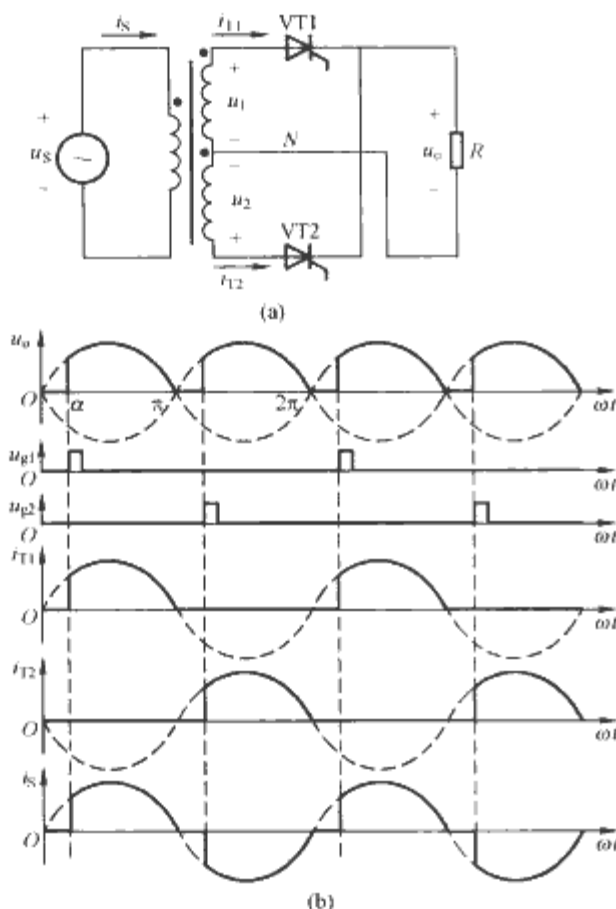 i_S i_T1 VT1
+ + +
u_S u_1 N u_o R
− − −
− u_2 VT2
+
i_T2
(a)
u_o
O α π 2π ωt
u_g1
O ωt
u_g2
O ωt
i_T1
O ωt
i_T2
O ωt
i_S
O ωt
(b)